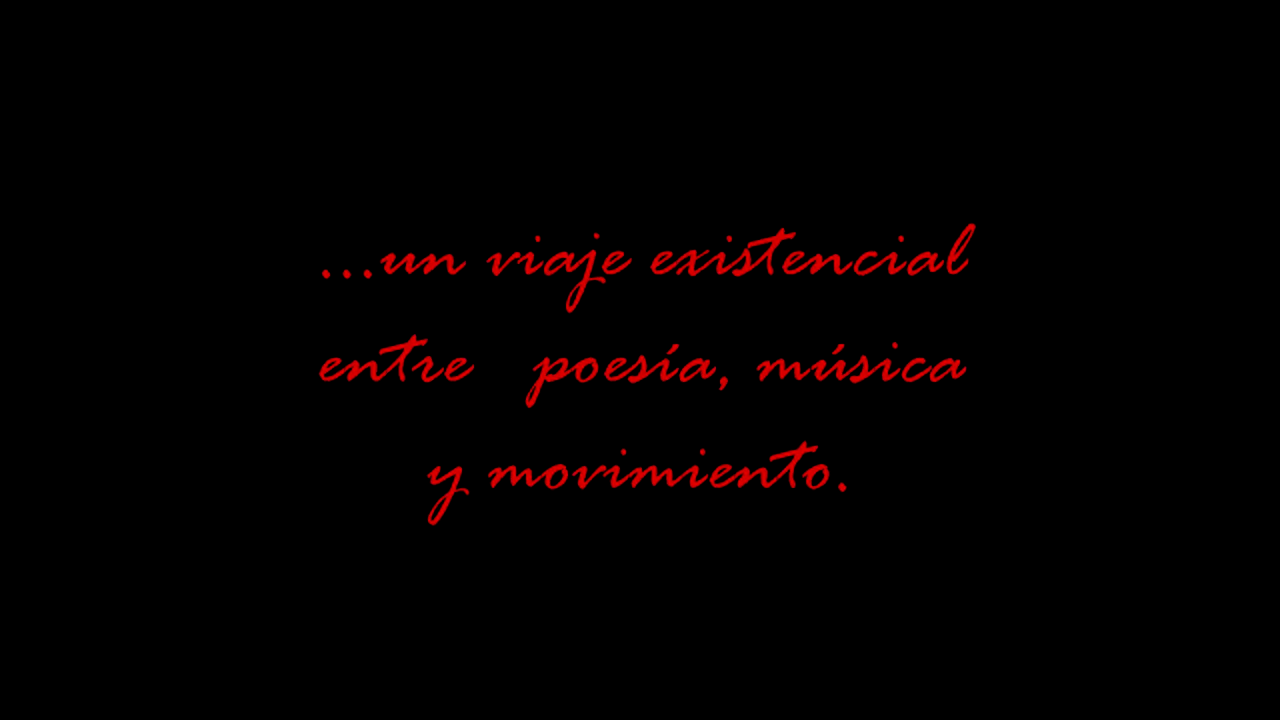 ...un viaje existencial
entre poesía, música
y movimiento.